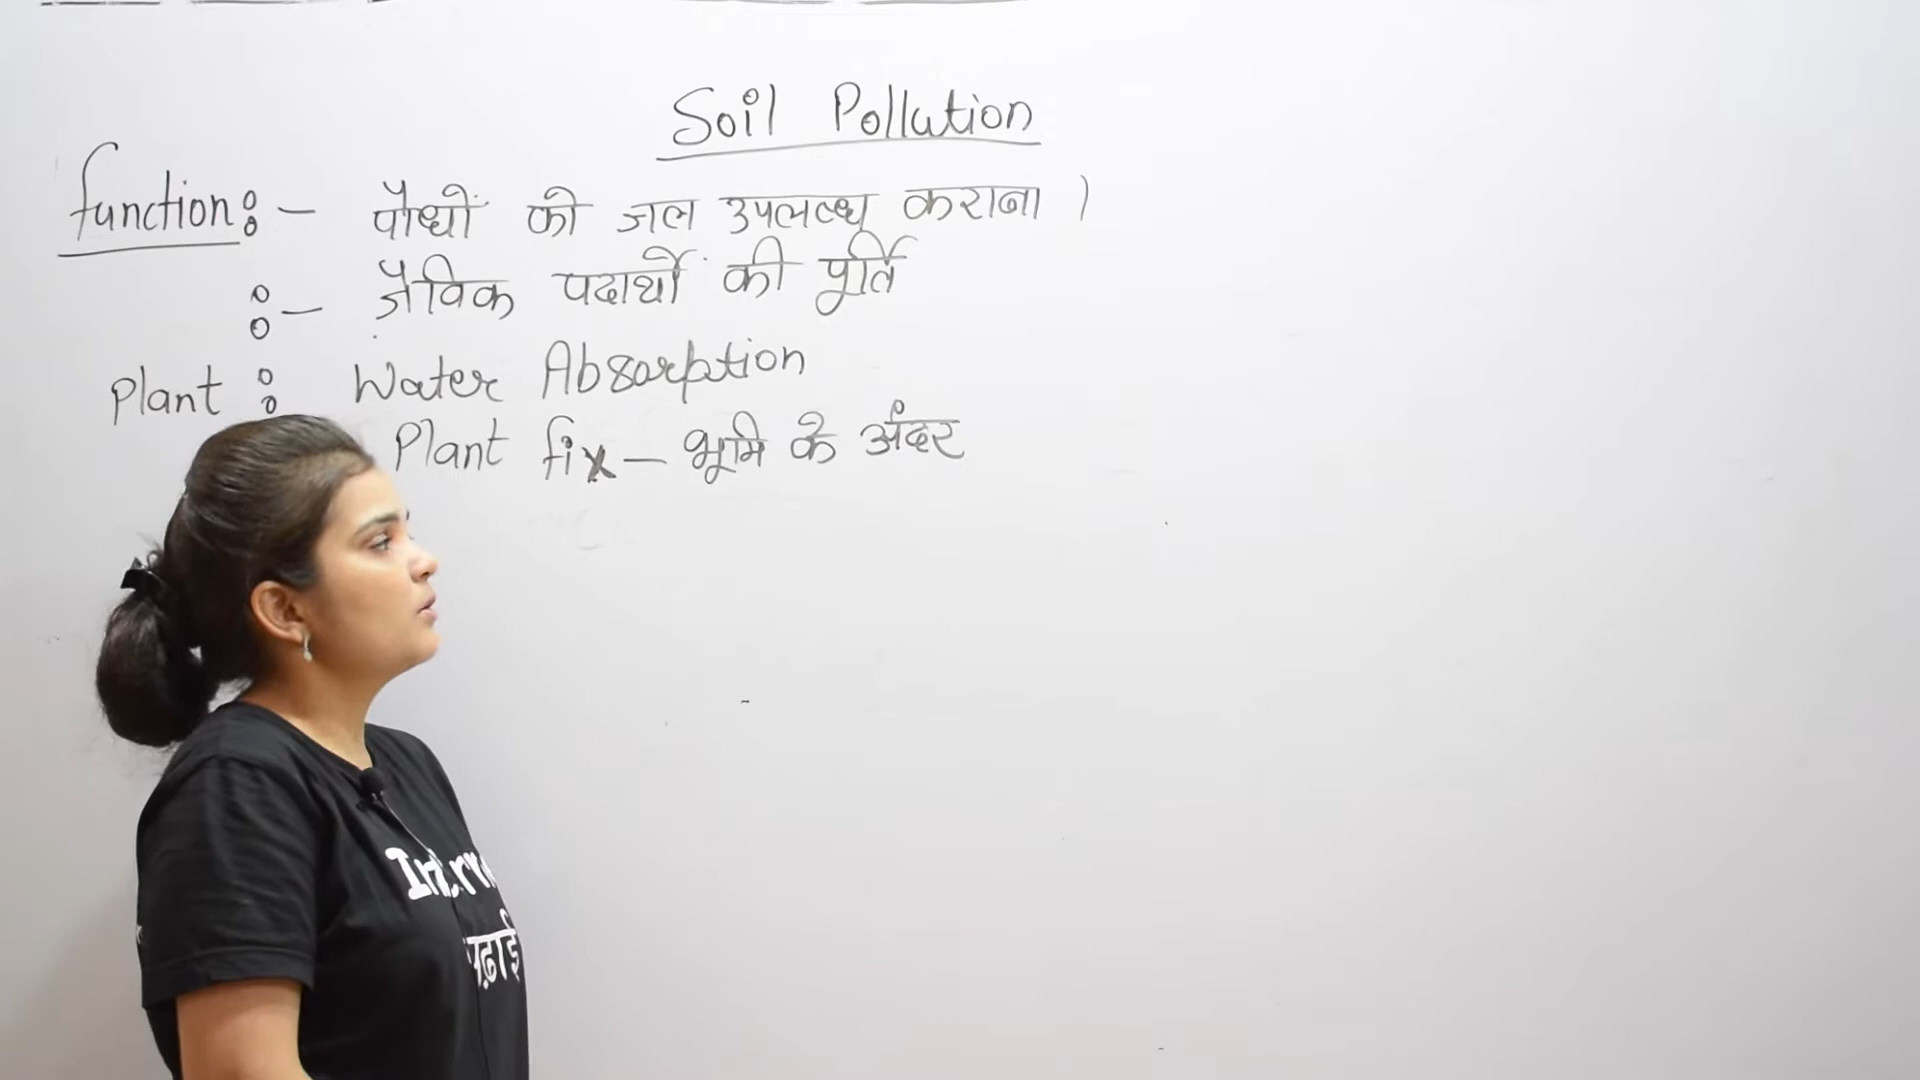 Soil Pollution
function :- पौधों को जल उपलब्ध कराना ।
:- जैविक पदार्थों की पूर्ति
Plant : Water Absorption
Plant fix - भूमि के अंदर